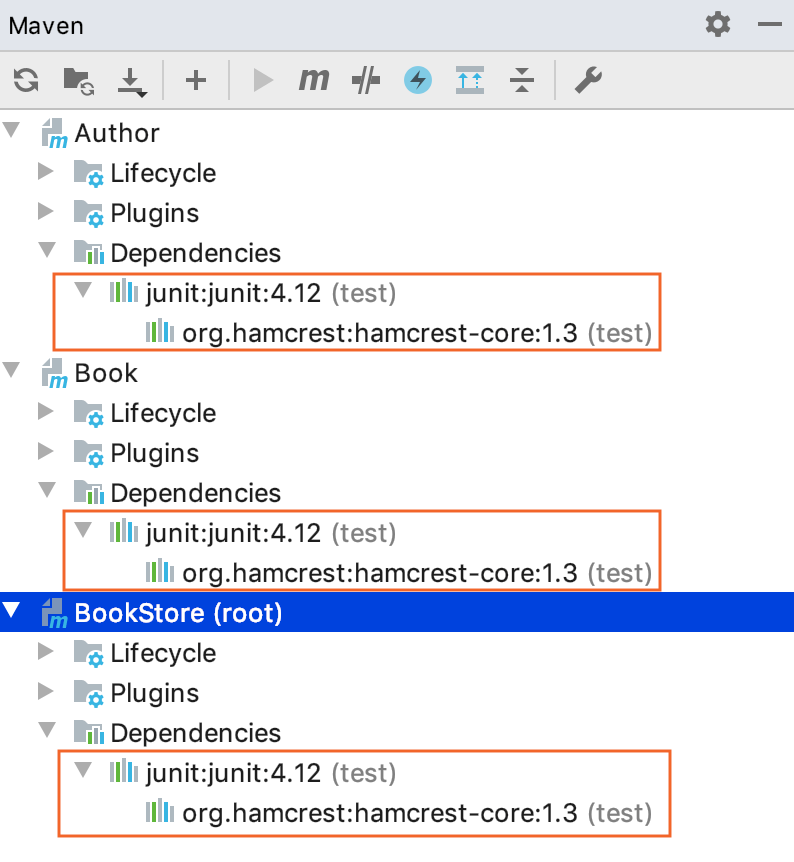 Maven
m
m Author
Lifecycle
Plugins
Dependencies
junit:junit:4.12 (test)
org.hamcrest:hamcrest-core:1.3 (test)
m Book
Lifecycle
Plugins
Dependencies
junit:junit:4.12 (test)
org.hamcrest:hamcrest-core:1.3 (test)
m BookStore (root)
Lifecycle
Plugins
Dependencies
junit:junit:4.12 (test)
org.hamcrest:hamcrest-core:1.3 (test)